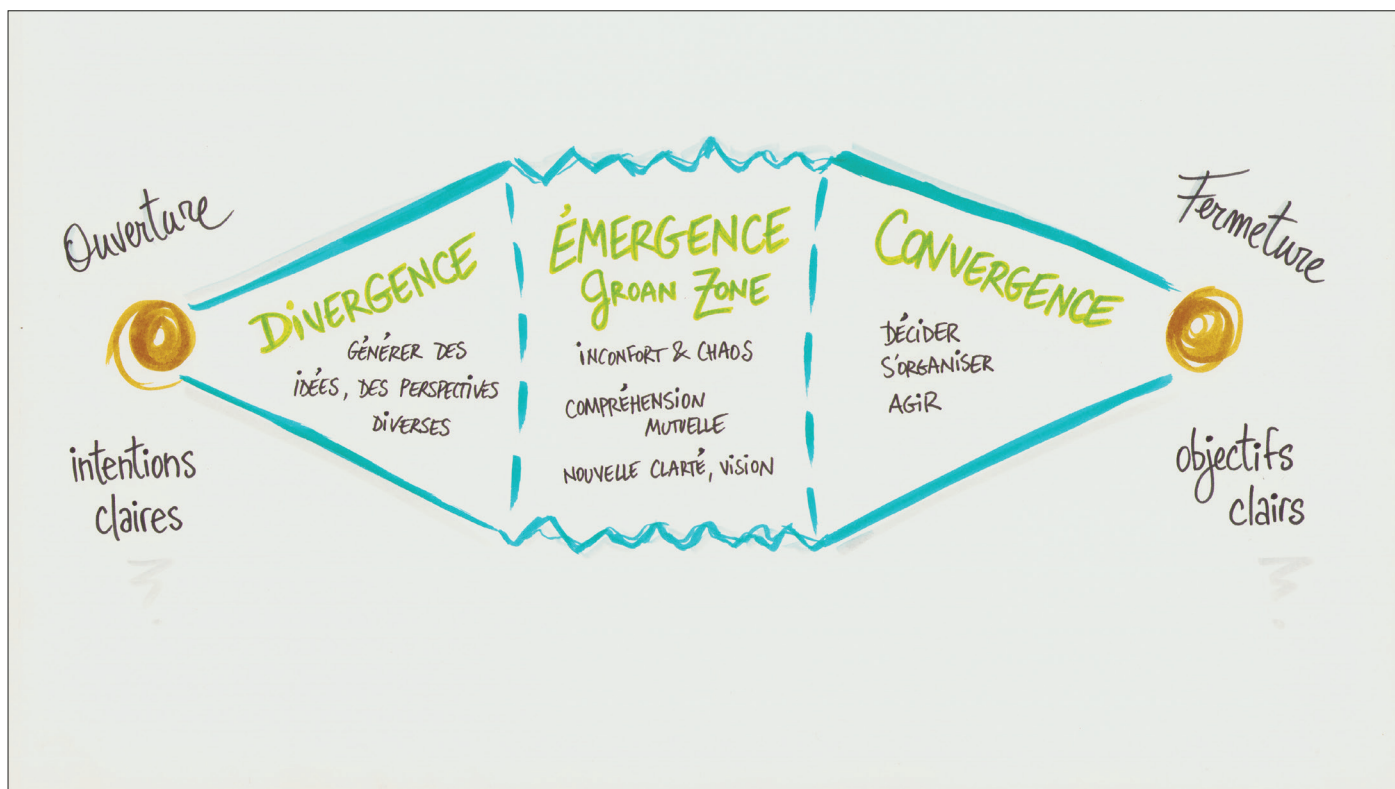 Ouverture
intentions
claires
DIVERGENCE
GÉNÉRER DES
IDÉES, DES PERSPECTIVES
DIVERSES
ÉMERGENCE
GROAN ZONE
INCONFORT & CHAOS
COMPRÉHENSION
MUTUELLE
NOUVELLE CLARTÉ, VISION
CONVERGENCE
DÉCIDER
S'ORGANISER
AGIR
Fermeture
objectifs
clairs